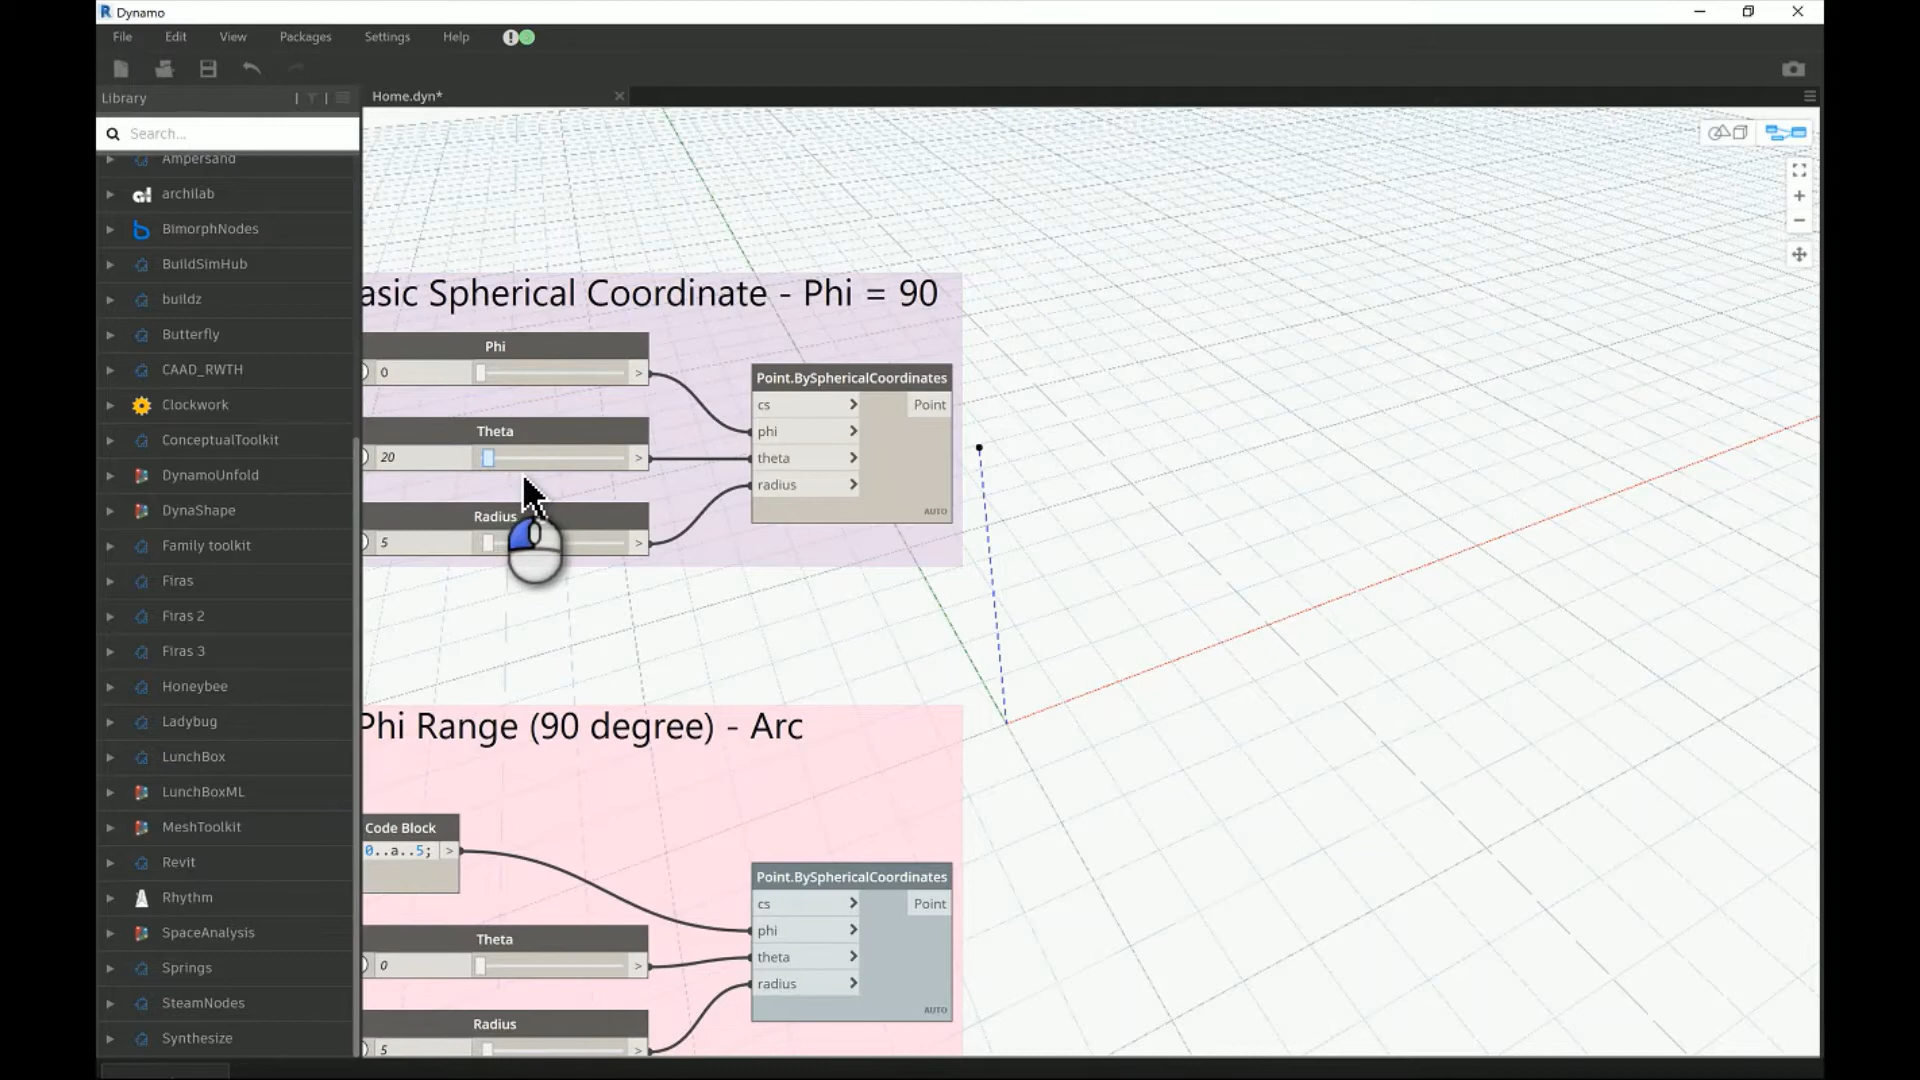 Dynamo
File Edit View Packages Settings Help
Library
Home.dyn*
Search...
Ampersand
archilab
BimorphNodes
BuildSimHub
buildz
Butterfly
CAAD_RWTH
Clockwork
ConceptualToolkit
DynamoUnfold
DynaShape
Family toolkit
Firas
Firas 2
Firas 3
Honeybee
Ladybug
LunchBox
LunchBoxML
MeshToolkit
Revit
Rhythm
SpaceAnalysis
Springs
SteamNodes
Synthesize
asic Spherical Coordinate - Phi = 90
Phi
0 >
Theta
20 >
Radius
5 >
Point.BySphericalCoordinates
cs > Point
phi >
theta >
radius >
AUTO
Phi Range (90 degree) - Arc
Code Block
0..a..5; >
Theta
0 >
Radius
5 >
Point.BySphericalCoordinates
cs > Point
phi >
theta >
radius >
AUTO